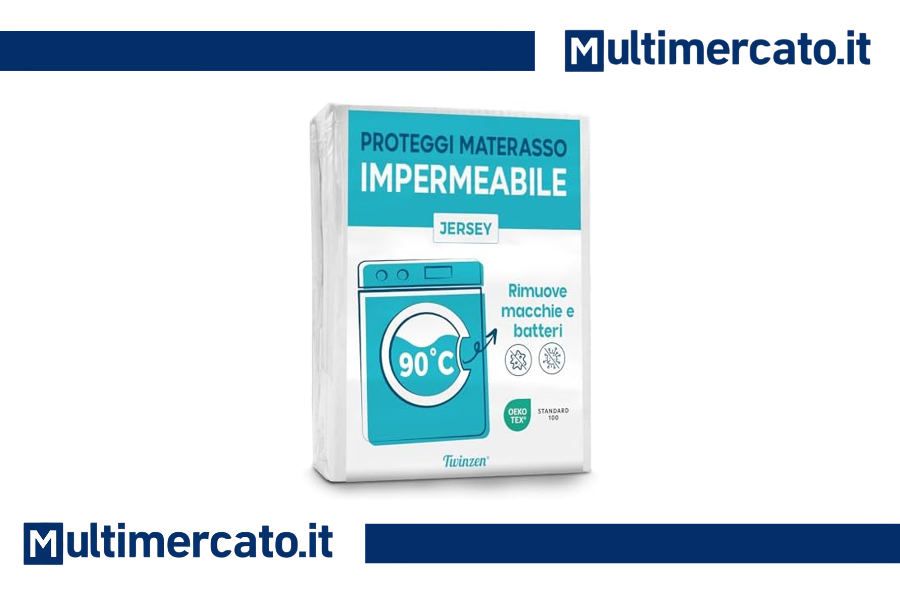 Multimercato.it
PROTEGGI MATERASSO
IMPERMEABILE
JERSEY
Rimuove
macchie e
batteri
90°C
OEKO
TEX®
STANDARD
100
Twinzen®
Multimercato.it